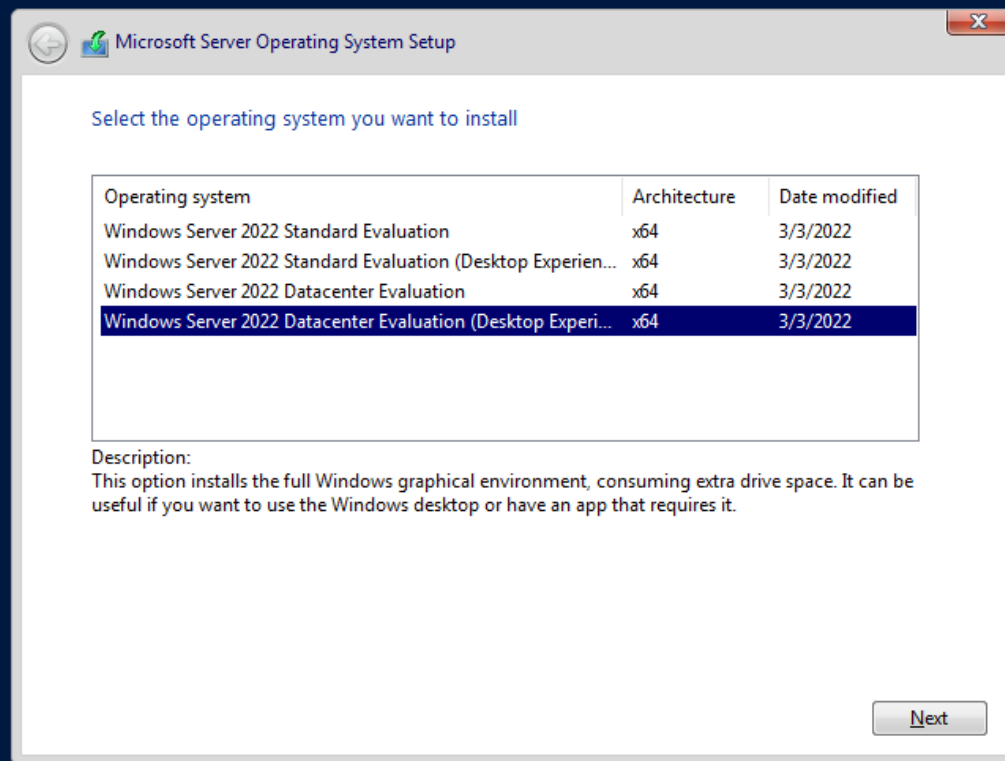 Microsoft Server Operating System Setup
Select the operating system you want to install
Operating system Architecture Date modified
Windows Server 2022 Standard Evaluation x64 3/3/2022
Windows Server 2022 Standard Evaluation (Desktop Experien... x64 3/3/2022
Windows Server 2022 Datacenter Evaluation x64 3/3/2022
Windows Server 2022 Datacenter Evaluation (Desktop Experi... x64 3/3/2022
Description:
This option installs the full Windows graphical environment, consuming extra drive space. It can be
useful if you want to use the Windows desktop or have an app that requires it.
Next